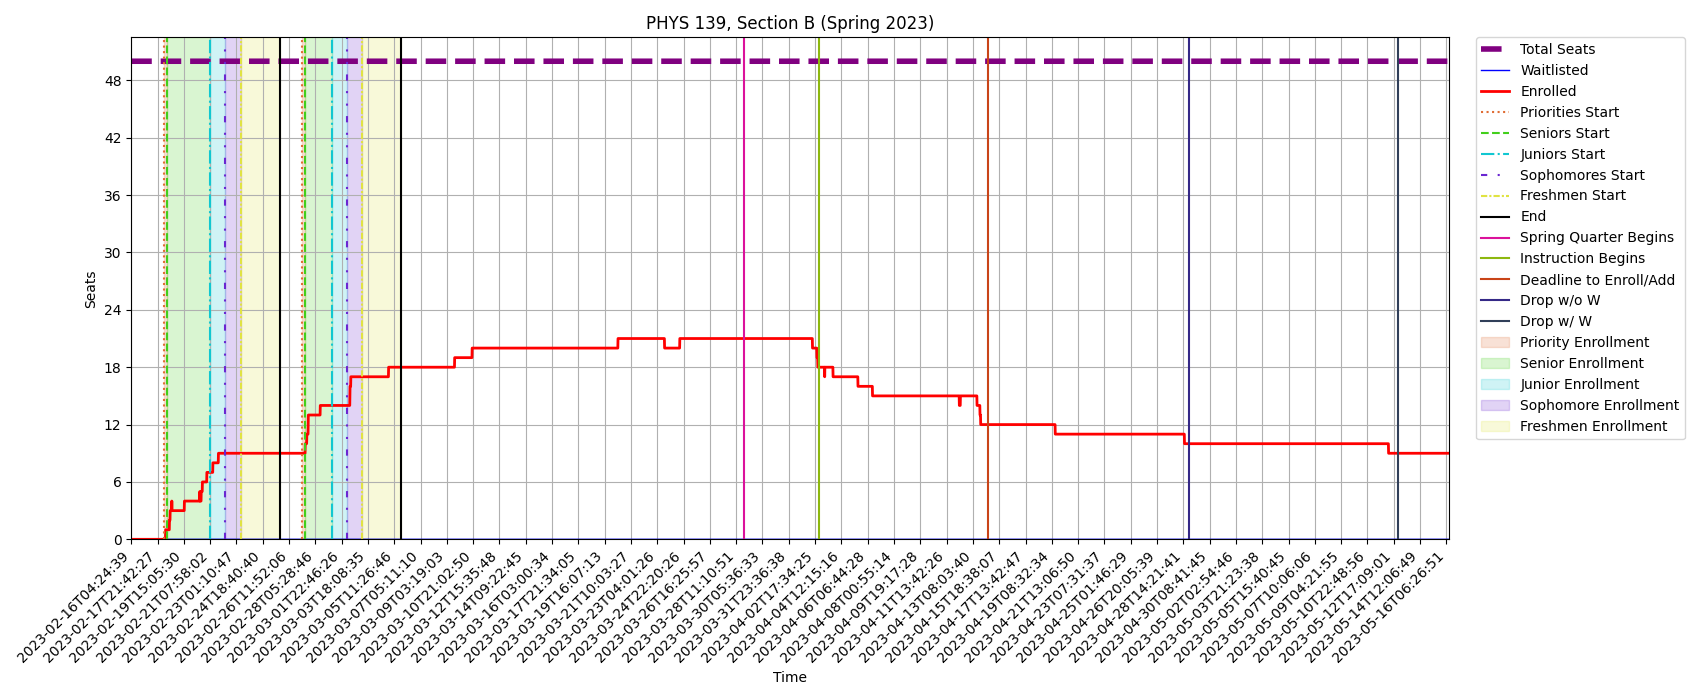 PHYS 139, Section B (Spring 2023)
Seats
48
42
36
30
24
18
12
6
0
2023-02-16T04:24:39
2023-02-17T21:42:27
2023-02-19T15:05:30
2023-02-21T07:58:02
2023-02-23T01:10:47
2023-02-24T18:40:40
2023-02-26T11:52:06
2023-02-28T05:28:46
2023-03-01T22:46:26
2023-03-03T18:08:35
2023-03-05T11:26:46
2023-03-07T05:11:10
2023-03-09T03:19:03
2023-03-10T21:02:50
2023-03-12T15:35:48
2023-03-14T09:22:45
2023-03-16T03:00:34
2023-03-17T21:34:05
2023-03-19T16:07:13
2023-03-21T10:03:27
2023-03-23T04:01:26
2023-03-24T22:20:26
2023-03-26T16:25:57
2023-03-28T11:10:51
2023-03-30T05:36:33
2023-03-31T23:36:38
2023-04-02T17:34:25
2023-04-04T12:15:16
2023-04-06T06:44:28
2023-04-08T00:55:14
2023-04-09T19:17:28
2023-04-11T13:42:26
2023-04-13T08:03:40
2023-04-15T18:38:07
2023-04-17T13:42:47
2023-04-19T08:32:34
2023-04-21T13:06:50
2023-04-23T07:31:37
2023-04-25T01:46:29
2023-04-26T20:05:39
2023-04-28T14:21:41
2023-04-30T08:41:45
2023-05-02T02:54:46
2023-05-03T21:23:38
2023-05-05T15:40:45
2023-05-07T10:06:06
2023-05-09T04:21:55
2023-05-10T22:48:56
2023-05-12T17:09:01
2023-05-14T12:06:49
2023-05-16T06:26:51
Time
Total Seats
Waitlisted
Enrolled
Priorities Start
Seniors Start
Juniors Start
Sophomores Start
Freshmen Start
End
Spring Quarter Begins
Instruction Begins
Deadline to Enroll/Add
Drop w/o W
Drop w/ W
Priority Enrollment
Senior Enrollment
Junior Enrollment
Sophomore Enrollment
Freshmen Enrollment